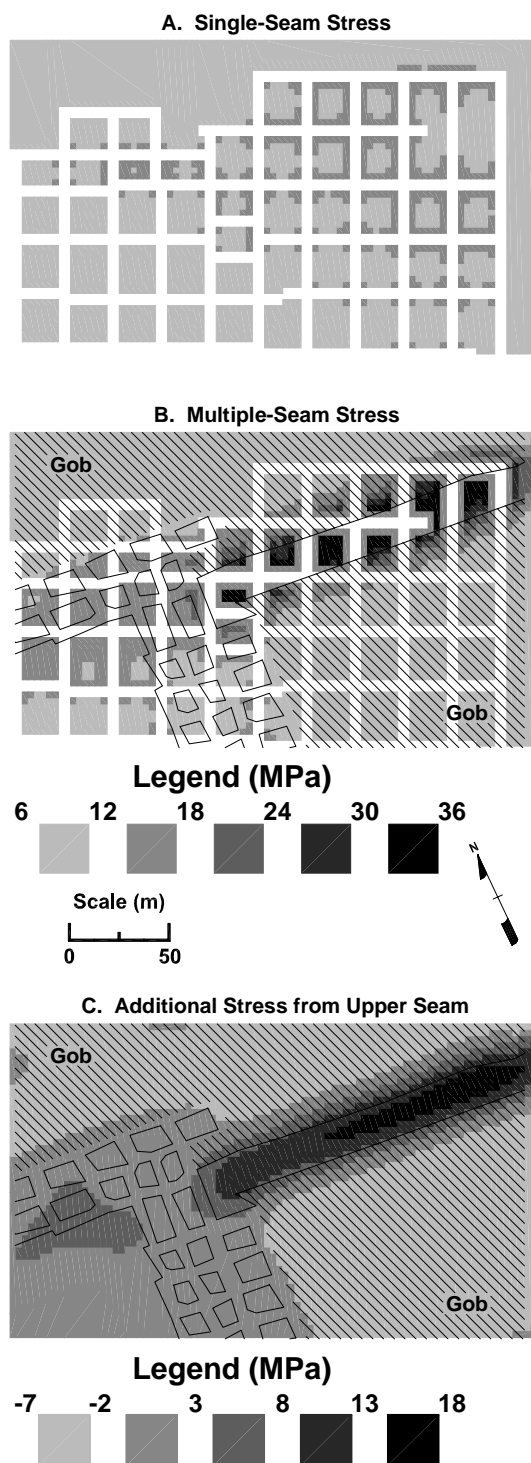 A. Single-Seam Stress
B. Multiple-Seam Stress
Gob
Gob
Legend (MPa)
6 12 18 24 30 36
N
Scale (m)
0 50
C. Additional Stress from Upper Seam
Gob
Gob
Legend (MPa)
-7 -2 3 8 13 18